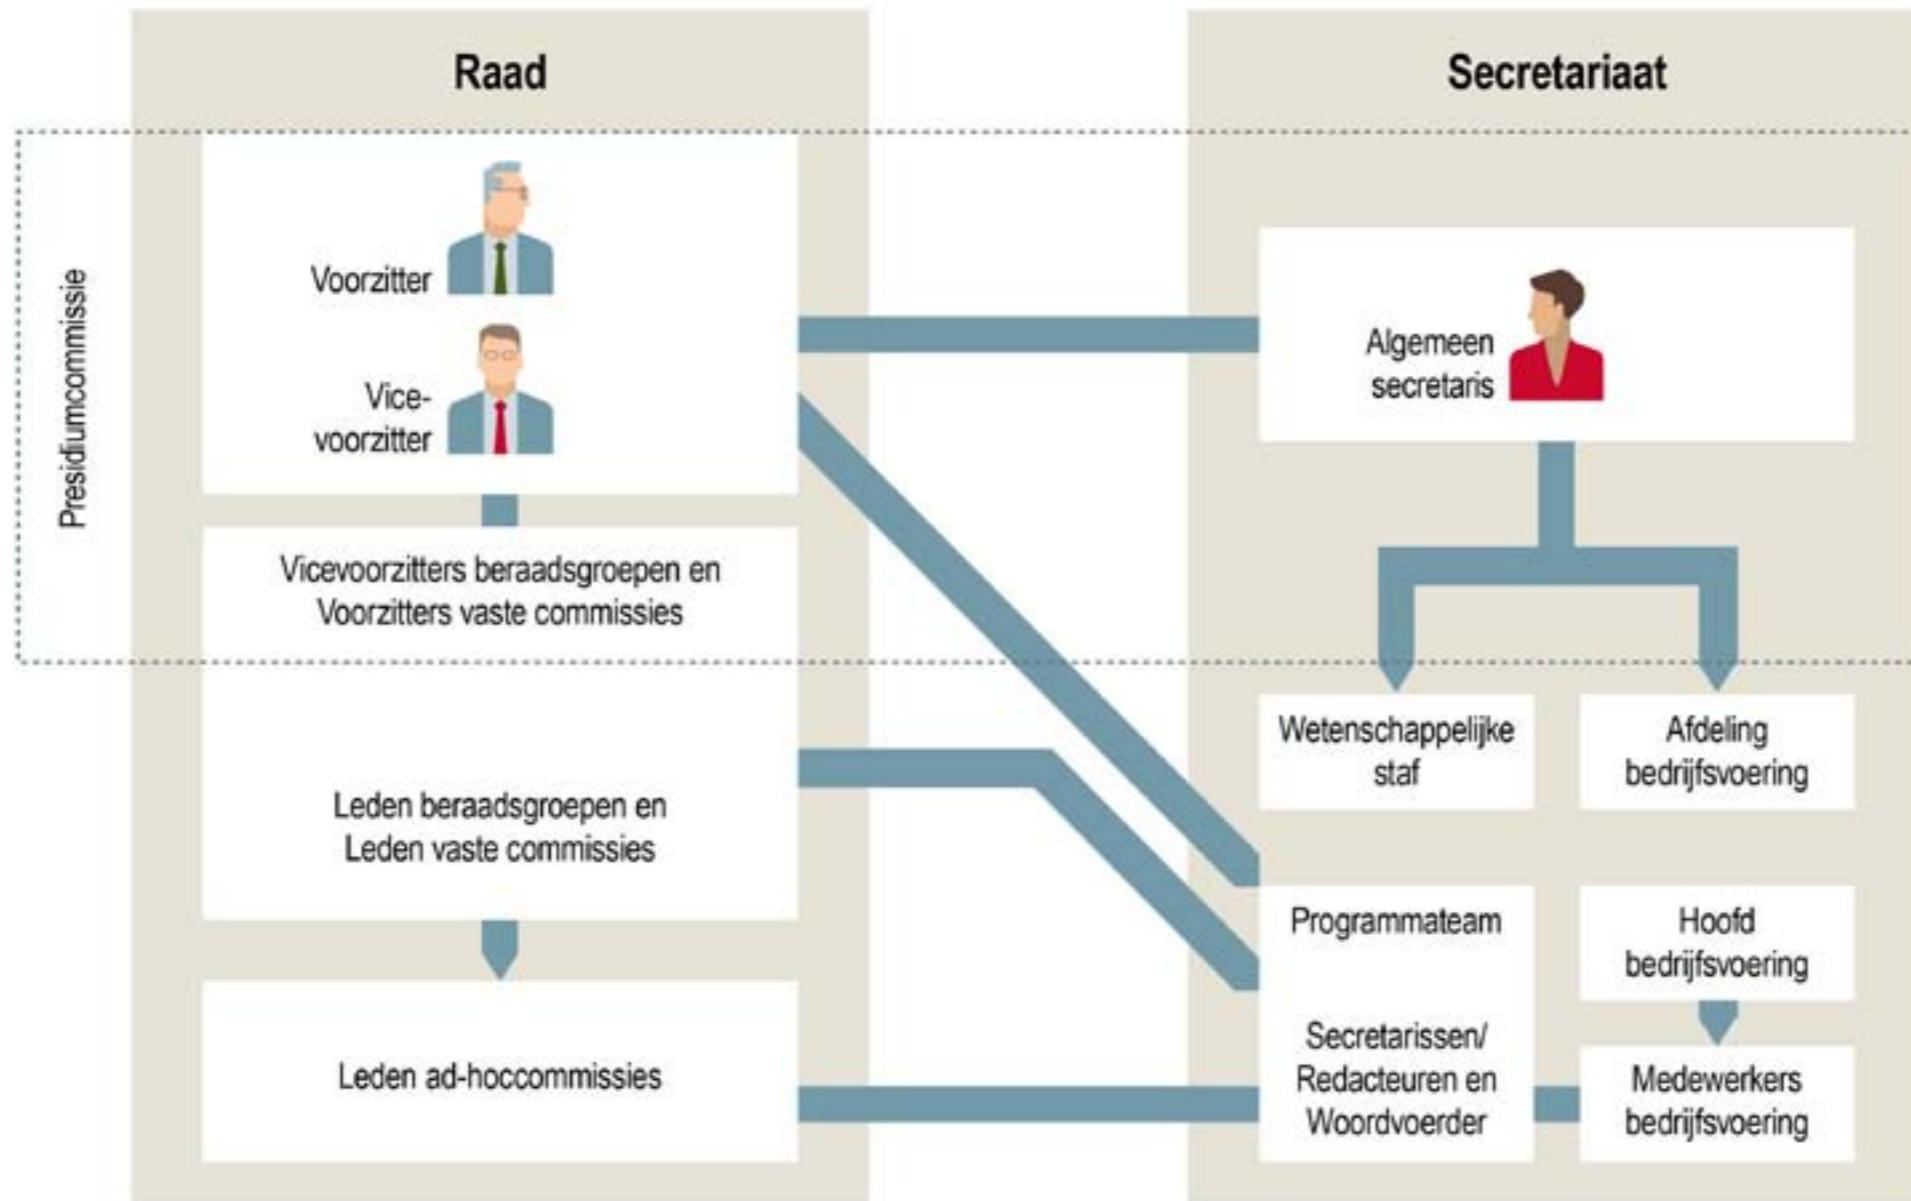 Raad
Presidiumcommissie
Voorzitter
Vice-
voorzitter
Vicevoorzitters beraadsgroepen en
Voorzitters vaste commissies
Leden beraadsgroepen en
Leden vaste commissies
Leden ad-hoccommissies
Secretariaat
Algemeen
secretaris
Wetenschappelijke
staf
Afdeling
bedrijfsvoering
Programmateam
Secretarissen/
Redacteuren en
Woordvoerder
Hoofd
bedrijfsvoering
Medewerkers
bedrijfsvoering